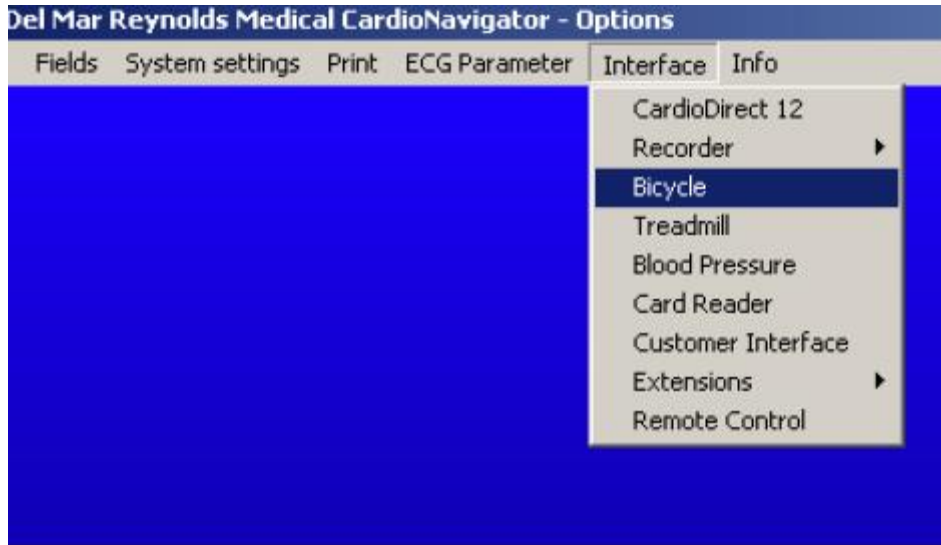 Del Mar Reynolds Medical CardioNavigator - Options
Fields System settings Print ECG Parameter Interface Info
CardioDirect 12
Recorder
Bicycle
Treadmill
Blood Pressure
Card Reader
Customer Interface
Extensions
Remote Control